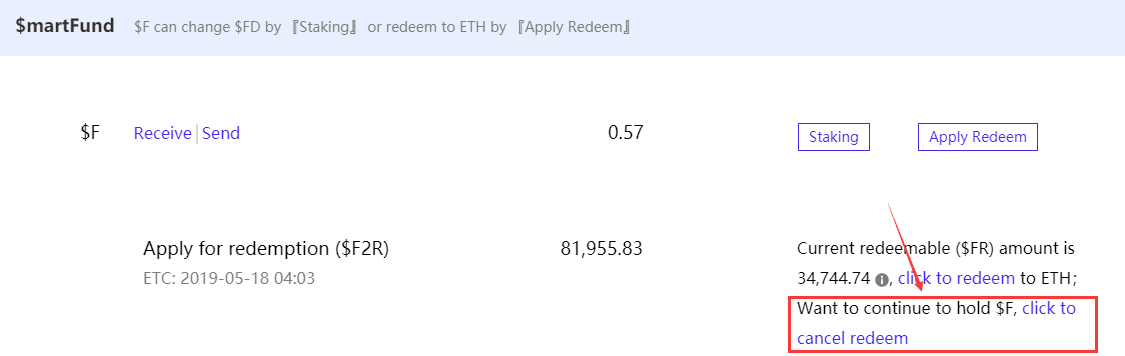 $martFund $F can change $FD by 『Staking』 or redeem to ETH by 『Apply Redeem』
$F Receive | Send 0.57 Staking Apply Redeem
Apply for redemption ($F2R) 81,955.83 Current redeemable ($FR) amount is
ETC: 2019-05-18 04:03 34,744.74 , click to redeem to ETH;
Want to continue to hold $F, click to
cancel redeem